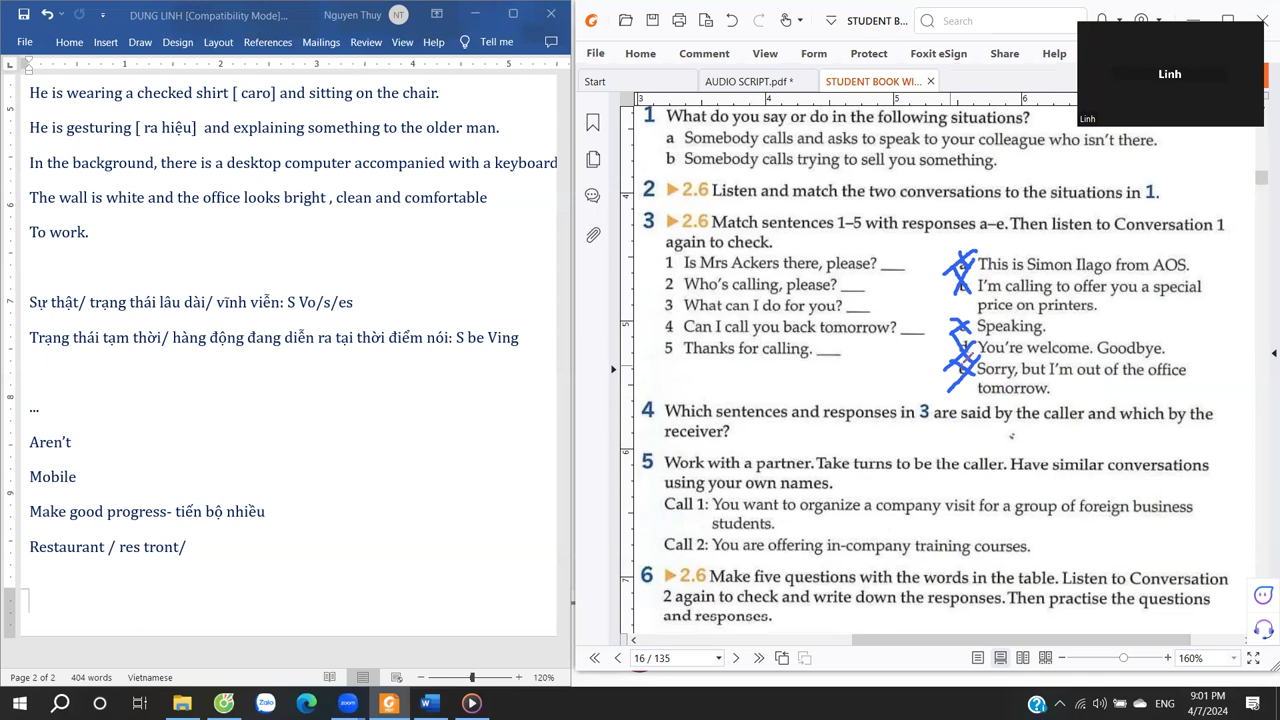 DUNG LINH [Compatibility Mode]...
Nguyen Thuy
NT
File Home Insert Draw Design Layout References Mailings Review View Help Tell me
He is wearing a checked shirt [ caro] and sitting on the chair.
He is gesturing [ ra hiệu]  and explaining something to the older man.
In the background, there is a desktop computer accompanied with a keyboard
The wall is white and the office looks bright , clean and comfortable
To work.
Sự thật/ trạng thái lâu dài/ vĩnh viễn: S Vo/s/es
Trạng thái tạm thời/ hành động đang diễn ra tại thời điểm nói: S be Ving
...
Aren’t
Mobile
Make good progress- tiến bộ nhiều
Restaurant / res tront/
Page 2 of 2 404 words Vietnamese 120%
STUDENT B...
Search
File Home Comment View Form Protect Foxit eSign Share Help
Start AUDIO SCRIPT.pdf * STUDENT BOOK WI...
Linh
Linh
1 What do you say or do in the following situations?
a Somebody calls and asks to speak to your colleague who isn't there.
b Somebody calls trying to sell you something.
2 ▶ 2.6 Listen and match the two conversations to the situations in 1.
3 ▶ 2.6 Match sentences 1–5 with responses a–e. Then listen to Conversation 1
again to check.
1 Is Mrs Ackers there, please? ___
2 Who's calling, please? ___
3 What can I do for you? ___
4 Can I call you back tomorrow? ___
5 Thanks for calling. ___
This is Simon Ilago from AOS.
I'm calling to offer you a special
price on printers.
Speaking.
You're welcome. Goodbye.
Sorry, but I'm out of the office
tomorrow.
4 Which sentences and responses in 3 are said by the caller and which by the
receiver?
5 Work with a partner. Take turns to be the caller. Have similar conversations
using your own names.
Call 1: You want to organize a company visit for a group of foreign business
students.
Call 2: You are offering in-company training courses.
6 ▶ 2.6 Make five questions with the words in the table. Listen to Conversation
2 again to check and write down the responses. Then practise the questions
and responses.
16 / 135
160%
Zalo zoom ENG
9:01 PM
4/7/2024